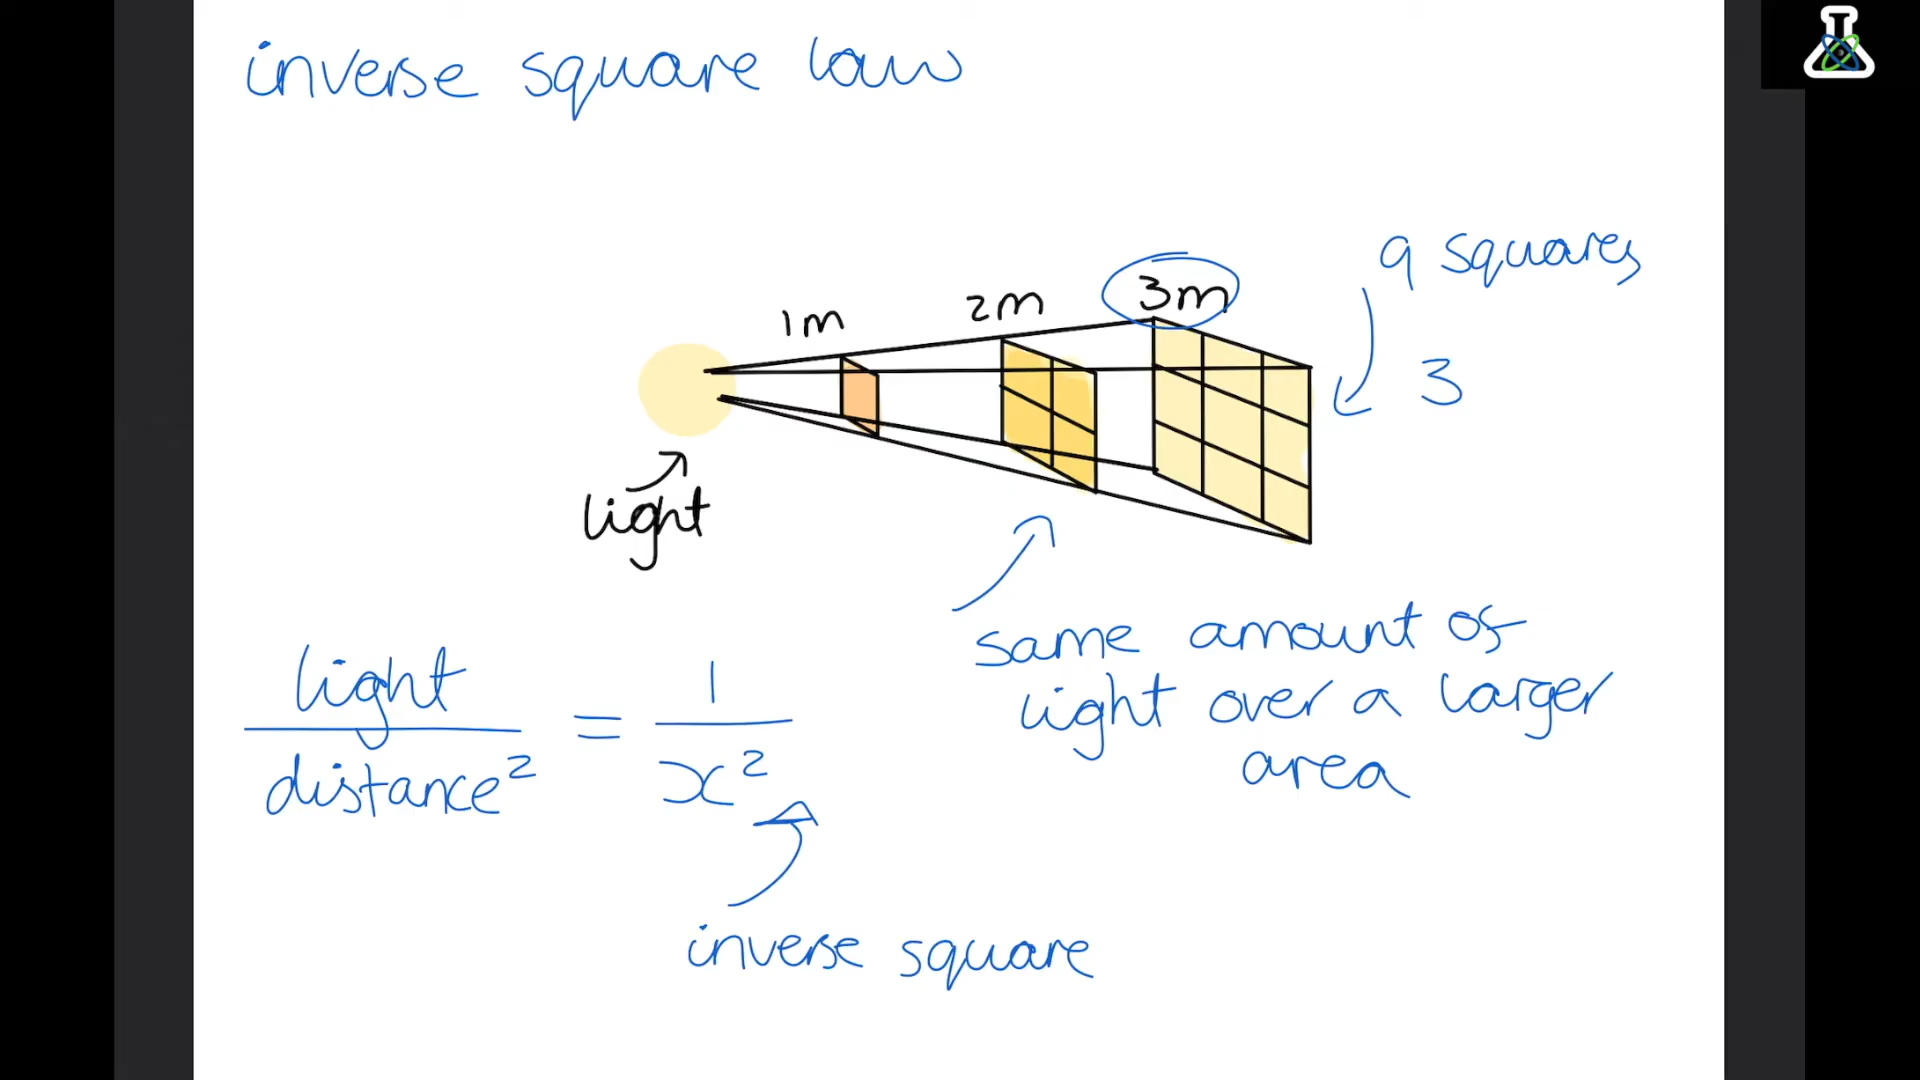 inverse square law
1m
2m
3m
9 squares
3
light
same amount of
light over a larger
area
light
distance²
=
1
x²
inverse square